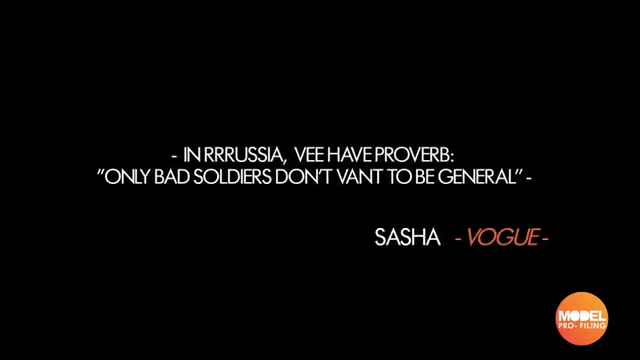 - IN RRRUSSIA, VEE HAVE PROVERB:
"ONLY BAD SOLDIERS DON'T VANT TO BE GENERAL" -
SASHA - VOGUE -
MODEL
PRO-FILING